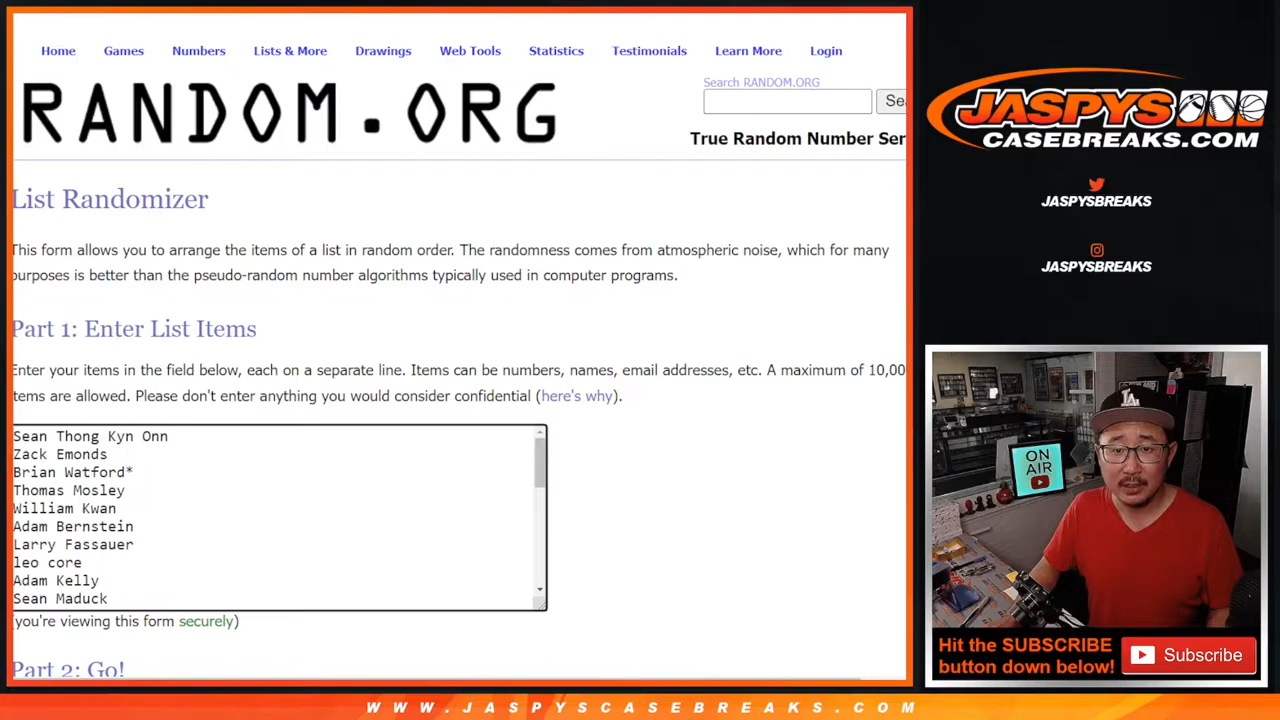 Home Games Numbers Lists & More Drawings Web Tools Statistics Testimonials Learn More Login
RANDOM.ORG
Search RANDOM.ORG
True Random Number Ser
List Randomizer
This form allows you to arrange the items of a list in random order. The randomness comes from atmospheric noise, which for many
purposes is better than the pseudo-random number algorithms typically used in computer programs.
Part 1: Enter List Items
Enter your items in the field below, each on a separate line. Items can be numbers, names, email addresses, etc. A maximum of 10,00
items are allowed. Please don't enter anything you would consider confidential (here's why).
Sean Thong Kyn Onn
Zack Emonds
Brian Watford*
Thomas Mosley
William Kwan
Adam Bernstein
Larry Fassauer
leo core
Adam Kelly
Sean Maduck
(you're viewing this form securely)
Part 2: Go!
JASPYS
CASEBREAKS.COM
JASPYSBREAKS
JASPYSBREAKS
ON
AIR
LA
Hit the SUBSCRIBE
button down below!
Subscribe
WWW.JASPYSCASEBREAKS.COM